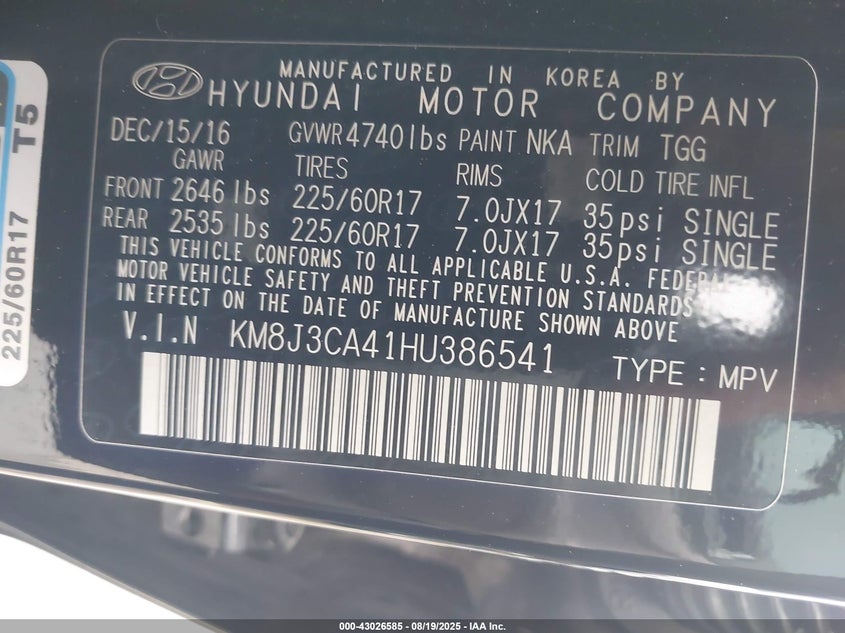 MANUFACTURED IN KOREA BY
HYUNDAI MOTOR COMPANY
DEC/15/16 GVWR 4740 lbs PAINT NKA TRIM TGG
GAWR TIRES RIMS COLD TIRE INFL
FRONT 2646 lbs 225/60R17 7.0JX17 35psi SINGLE
REAR 2535 lbs 225/60R17 7.0JX17 35psi SINGLE
THIS VEHICLE CONFORMS TO ALL APPLICABLE U.S.A. FEDERAL
MOTOR VEHICLE SAFETY AND THEFT PREVENTION STANDARDS
IN EFFECT ON THE DATE OF MANUFACTURE SHOWN ABOVE
V.I.N KM8J3CA41HU386541 TYPE : MPV
225/60R17 T5
000-43026585 - 08/19/2025 - IAA Inc.